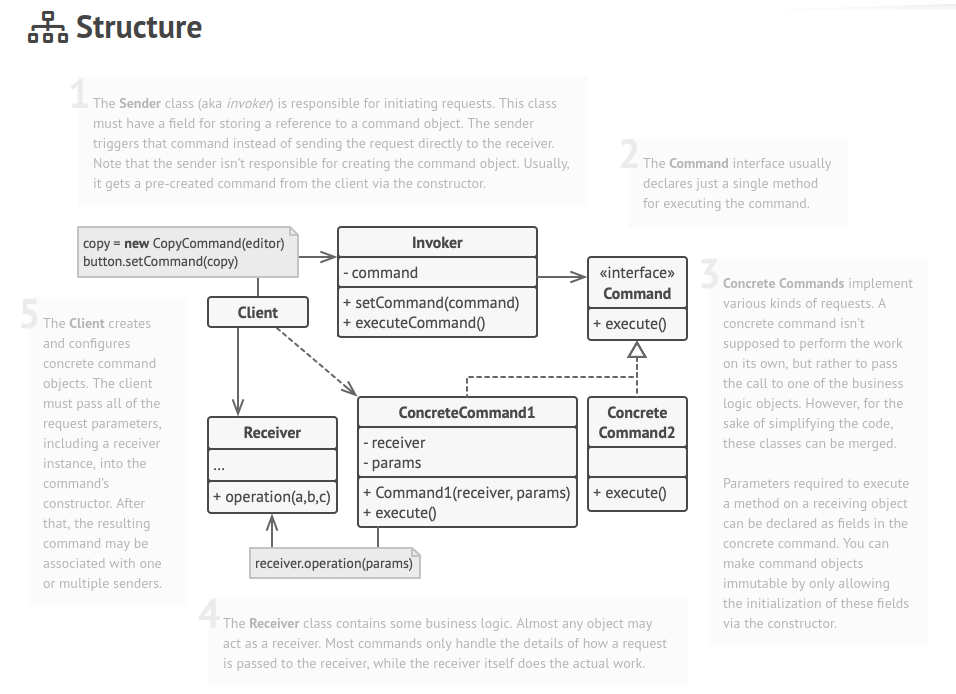 Structure
1
The Sender class (aka invoker) is responsible for initiating requests. This class
must have a field for storing a reference to a command object. The sender
triggers that command instead of sending the request directly to the receiver.
Note that the sender isn't responsible for creating the command object. Usually,
it gets a pre-created command from the client via the constructor.
2
The Command interface usually
declares just a single method
for executing the command.
copy = new CopyCommand(editor)
button.setCommand(copy)
Invoker
- command
+ setCommand(command)
+ executeCommand()
«interface»
Command
+ execute()
3
Concrete Commands implement
various kinds of requests. A
concrete command isn't
supposed to perform the work
on its own, but rather to pass
the call to one of the business
logic objects. However, for the
sake of simplifying the code,
these classes can be merged.
Parameters required to execute
a method on a receiving object
can be declared as fields in the
concrete command. You can
make command objects
immutable by only allowing
the initialization of these fields
via the constructor.
5
The Client creates
and configures
concrete command
objects. The client
must pass all of the
request parameters,
including a receiver
instance, into the
command's
constructor. After
that, the resulting
command may be
associated with one
or multiple senders.
Client
Receiver
...
+ operation(a,b,c)
ConcreteCommand1
- receiver
- params
+ Command1(receiver, params)
+ execute()
Concrete
Command2
+ execute()
receiver.operation(params)
4
The Receiver class contains some business logic. Almost any object may
act as a receiver. Most commands only handle the details of how a request
is passed to the receiver, while the receiver itself does the actual work.